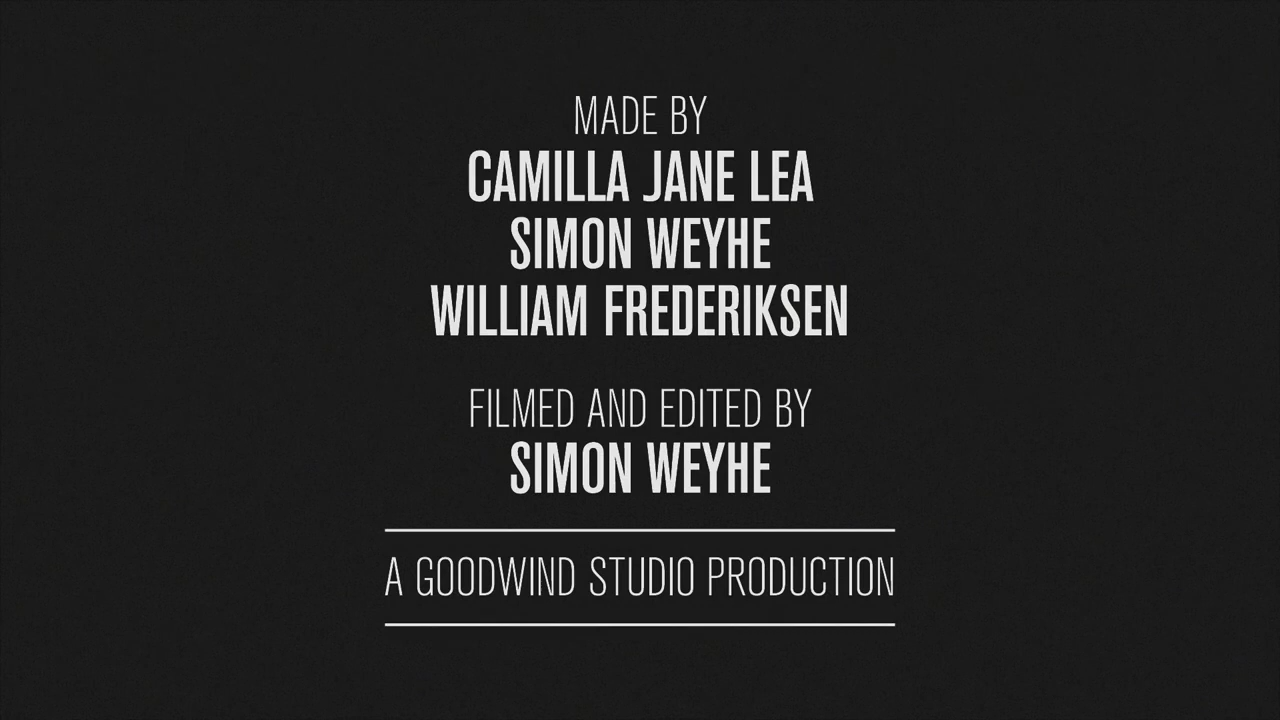 MADE BY
CAMILLA JANE LEA
SIMON WEYHE
WILLIAM FREDERIKSEN
FILMED AND EDITED BY
SIMON WEYHE
A GOODWIND STUDIO PRODUCTION